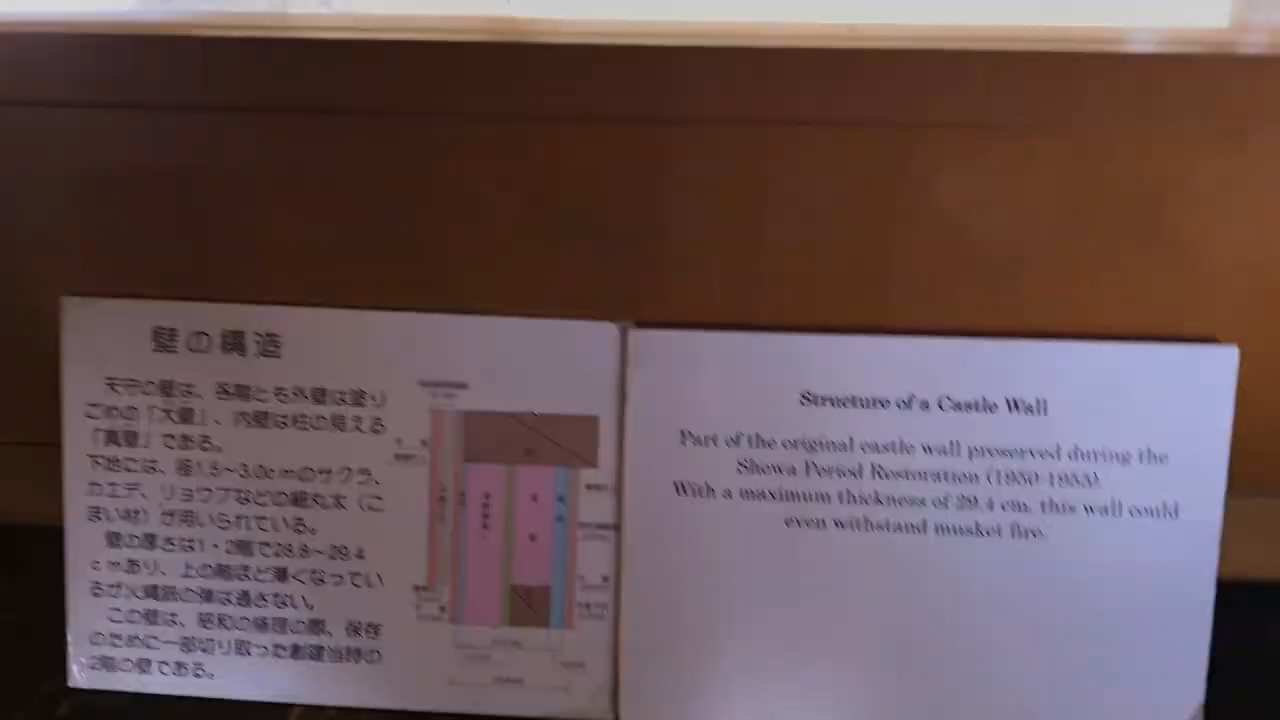 壁の構造
天守の壁は、各階とも外壁は塗り
ごめの「大壁」、内壁は柱の見える
「真壁」である。
下地には、径1.5～3.0cmのサクラ、
カエデ、リョウブなどの細丸太（こ
まい材）が用いられている。
壁の厚さは1・2階で28.8～29.4
cmあり、上の階ほど薄くなってい
るが火縄銃の弾は通さない。
この壁は、昭和の修理の際、保存
のために一部切り取った創建当時の
2階の壁である。
Structure of a Castle Wall
Part of the original castle wall preserved during the
Showa Period Restoration (1950-1955).
With a maximum thickness of 29.4 cm, this wall could
even withstand musket fire.